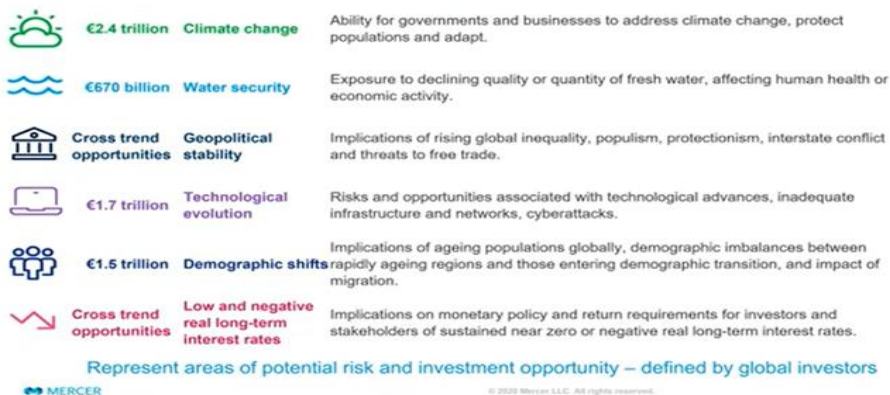 €2.4 trillion Climate change Ability for governments and businesses to address climate change, protect
populations and adapt.
€670 billion Water security Exposure to declining quality or quantity of fresh water, affecting human health or
economic activity.
Cross trend Geopolitical Implications of rising global inequality, populism, protectionism, interstate conflict
opportunities stability and threats to free trade.
€1.7 trillion Technological evolution Risks and opportunities associated with technological advances, inadequate
infrastructure and networks, cyberattacks.
€1.5 trillion Demographic shifts Implications of ageing populations globally, demographic imbalances between
rapidly ageing regions and those entering demographic transition, and impact of
migration.
Cross trend opportunities Low and negative real long-term interest rates Implications on monetary policy and return requirements for investors and
stakeholders of sustained near zero or negative real long-term interest rates.
Represent areas of potential risk and investment opportunity – defined by global investors
MERCER © 2020 Mercer LLC. All rights reserved.